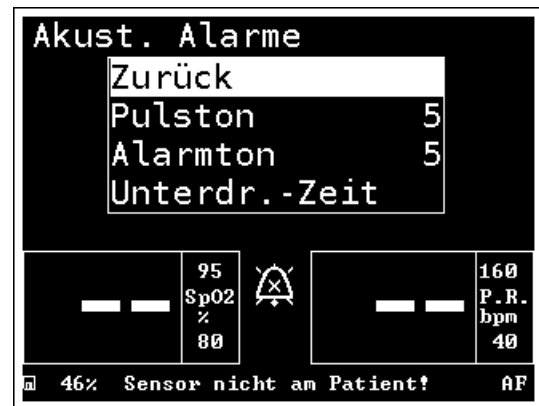 Akust. Alarme
Zurück
Pulston 5
Alarmton 5
Unterdr.-Zeit
-- 95 SpO2 % 80
-- 160 P.R. bpm 40
46% Sensor nicht am Patient! AF